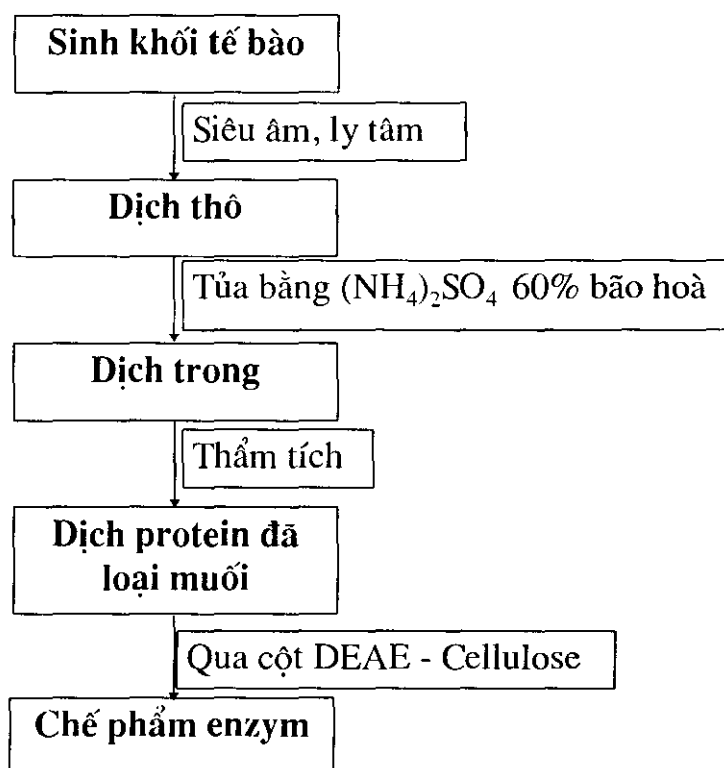 Sinh khối tế bào
Siêu âm, ly tâm
Dịch thô
Tủa bằng (NH₄)₂SO₄ 60% bão hoà
Dịch trong
Thẩm tích
Dịch protein đã
loại muối
Qua cột DEAE - Cellulose
Chế phẩm enzym